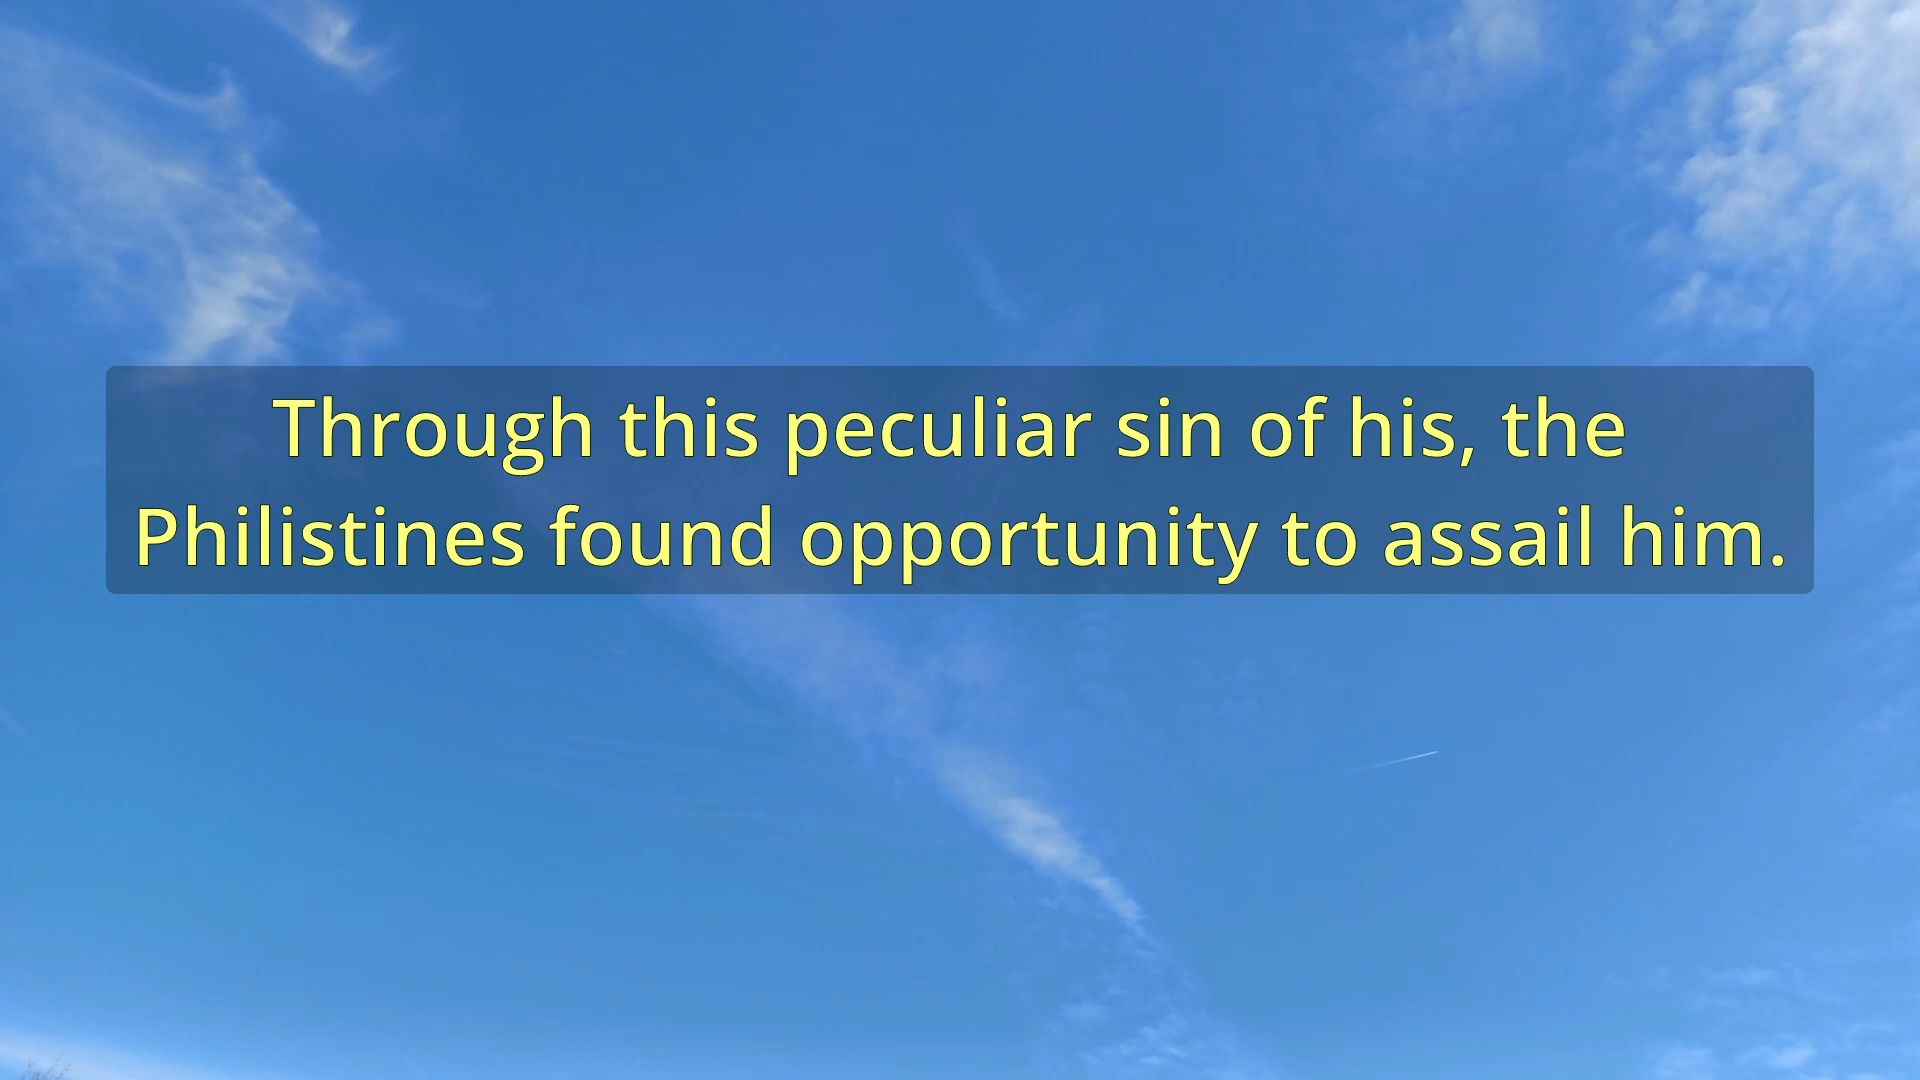 Through this peculiar sin of his, the
Philistines found opportunity to assail him.